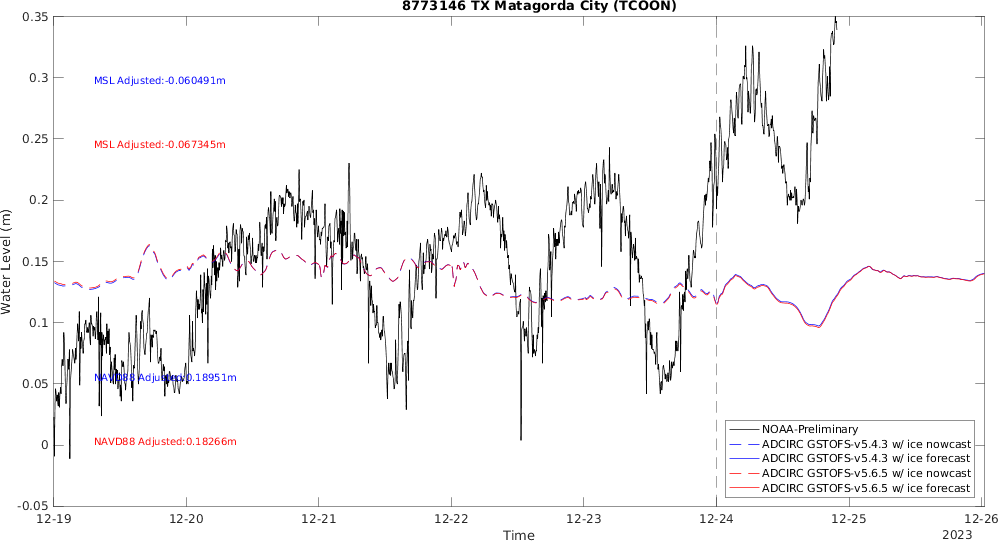 8773146 TX Matagorda City (TCOON)
0.35
0.3
0.25
0.2
0.15
0.1
0.05
0
-0.05
Water Level (m)
MSL Adjusted:-0.060491m
MSL Adjusted:-0.067345m
NAVD88 Adjusted:0.18951m
NAVD88 Adjusted:0.18266m
NOAA-Preliminary
ADCIRC GSTOFS-v5.4.3 w/ ice nowcast
ADCIRC GSTOFS-v5.4.3 w/ ice forecast
ADCIRC GSTOFS-v5.6.5 w/ ice nowcast
ADCIRC GSTOFS-v5.6.5 w/ ice forecast
12-19 12-20 12-21 12-22 12-23 12-24 12-25 12-26
Time
2023